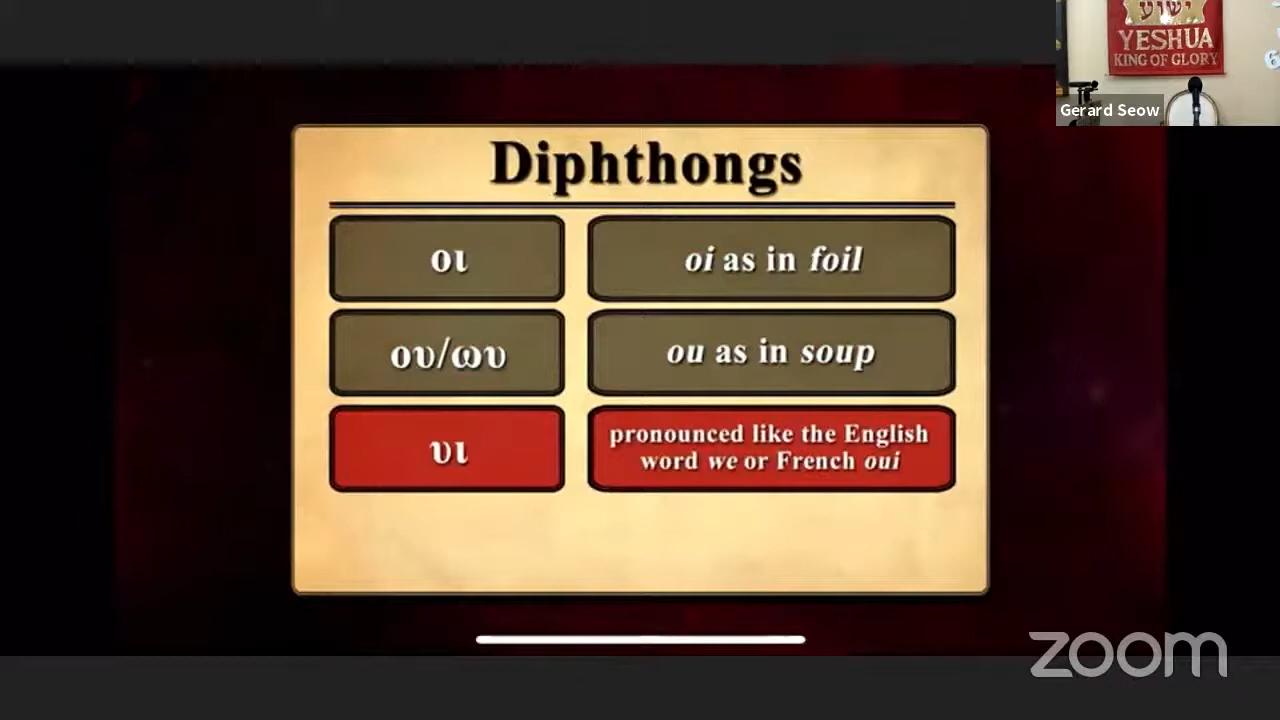 ישוע
YESHUA
KING OF GLORY
Gerard Seow
Diphthongs
οι
oi as in foil
ου/ωυ
ou as in soup
υι
pronounced like the English
word we or French oui
zoom